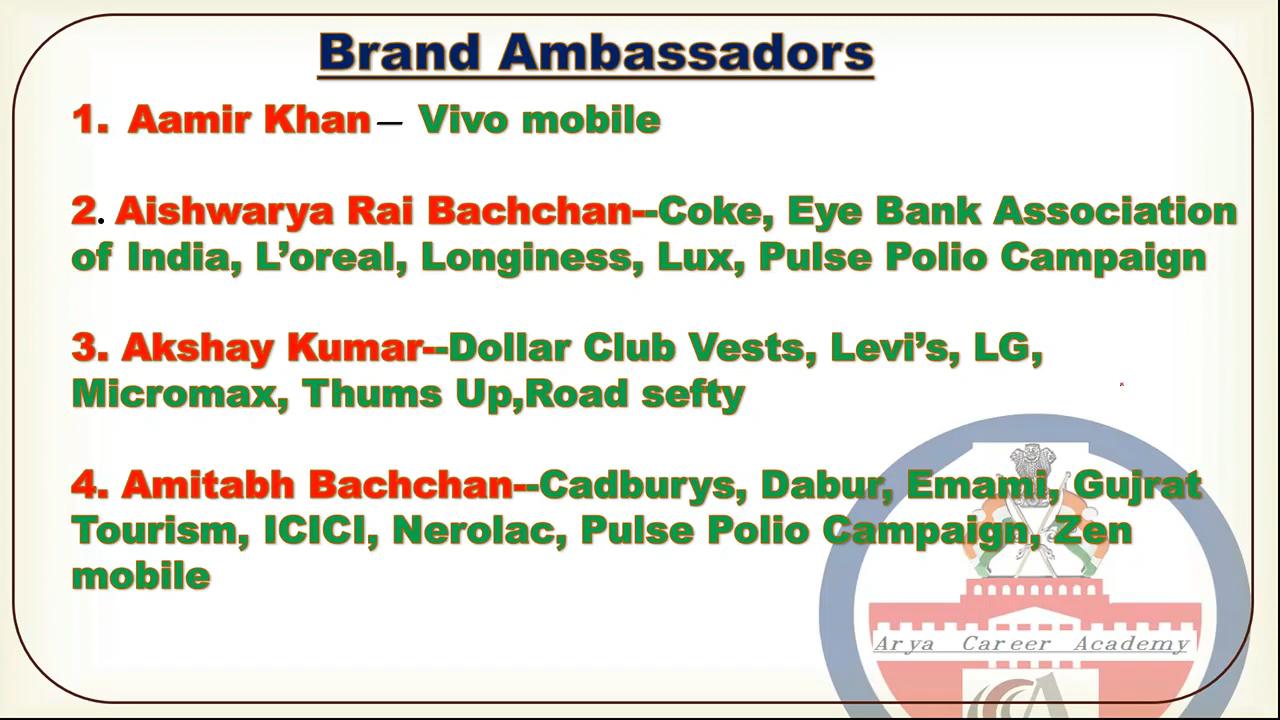 Brand Ambassadors
1. Aamir Khan – Vivo mobile
2. Aishwarya Rai Bachchan--Coke, Eye Bank Association
of India, L’oreal, Longiness, Lux, Pulse Polio Campaign
3. Akshay Kumar--Dollar Club Vests, Levi’s, LG,
Micromax, Thums Up,Road sefty
4. Amitabh Bachchan--Cadburys, Dabur, Emami, Gujrat
Tourism, ICICI, Nerolac, Pulse Polio Campaign, Zen
mobile
Arya Career Academy